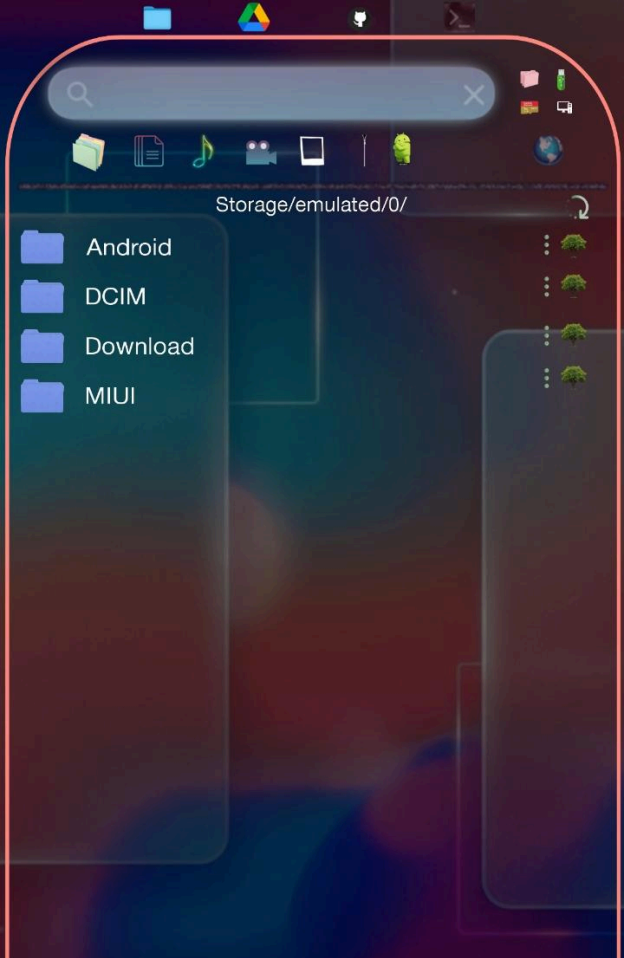 Storage/emulated/0/
Android
DCIM
Download
MIUI